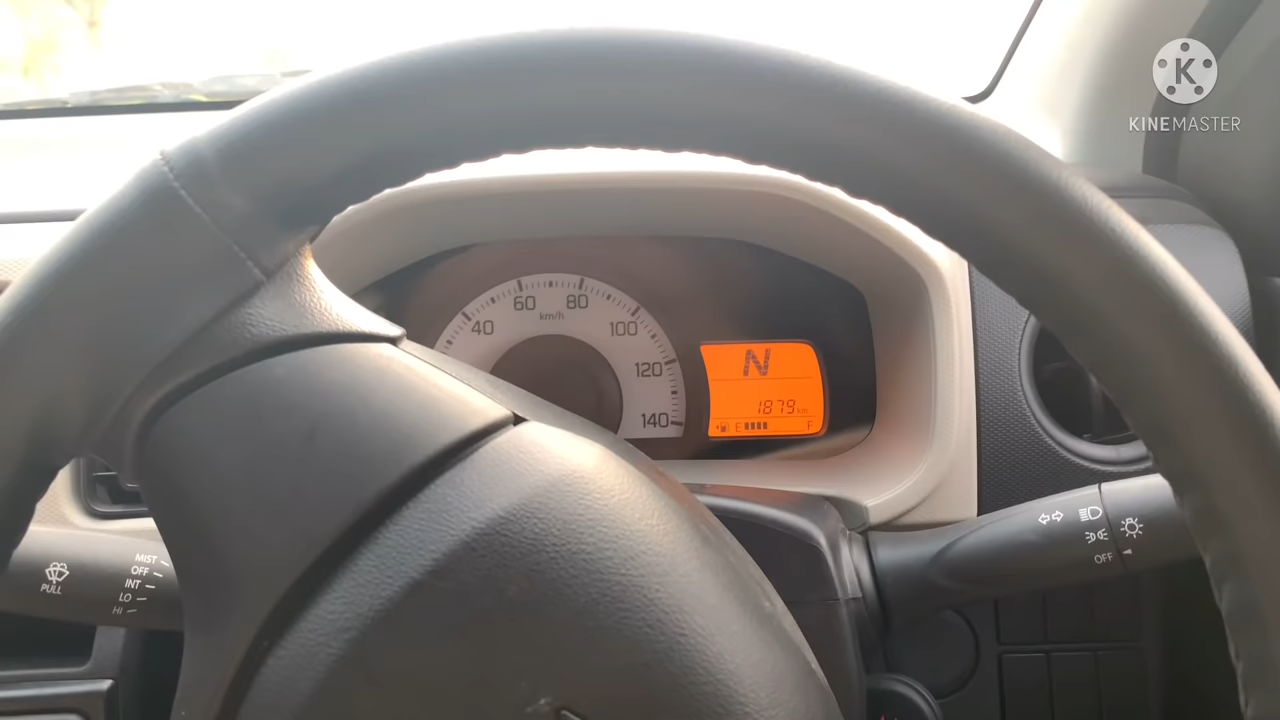 K
KINEMASTER
60
80
km/h
40
100
120
140
N
1879 km
E
F
PULL
MIST
OFF
INT
LO
HI
OFF